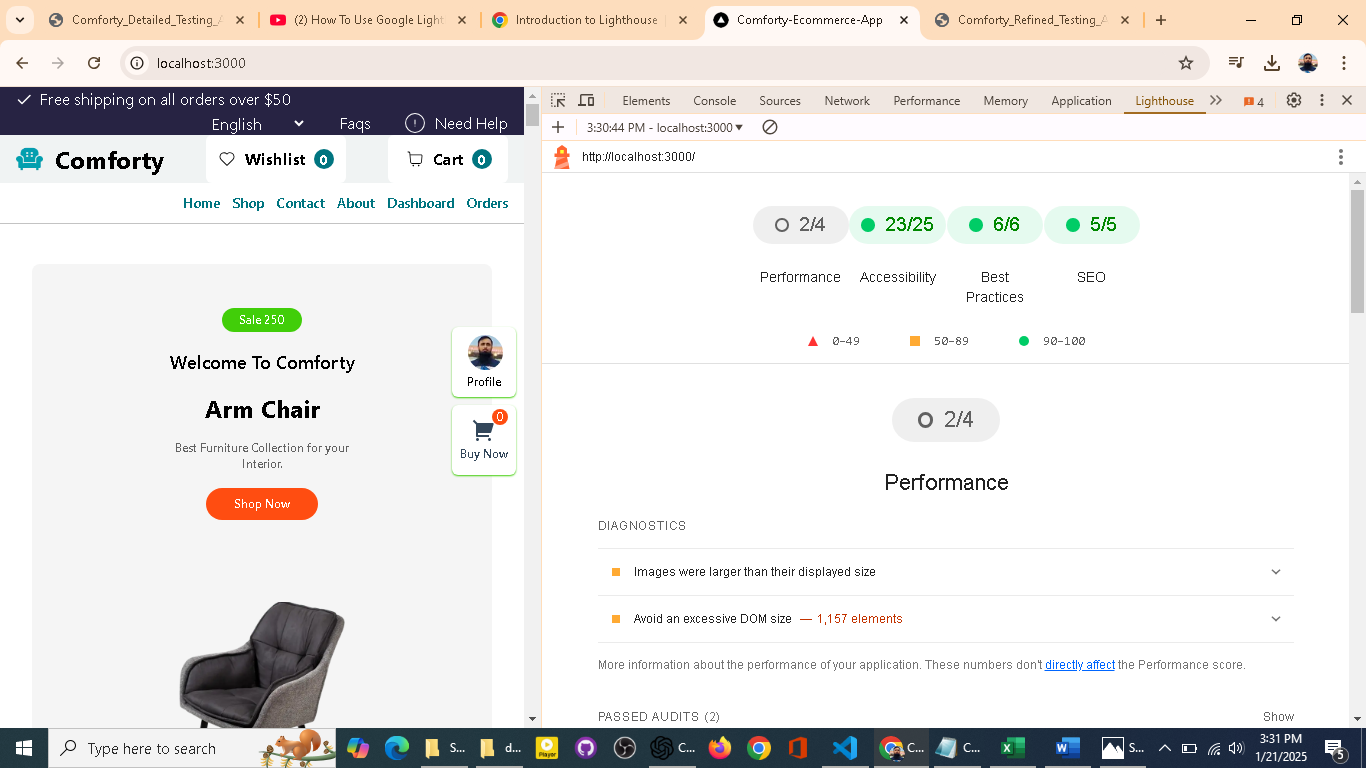 Comforty_Detailed_Testing_
(2) How To Use Google Light
Introduction to Lighthouse
Comforty-Ecommerce-App
Comforty_Refined_Testing_A
localhost:3000
Free shipping on all orders over $50
English
Faqs
Need Help
Comforty
Wishlist 0
Cart 0
Home Shop Contact About Dashboard Orders
Sale 250
Welcome To Comforty
Arm Chair
Best Furniture Collection for your
Interior.
Shop Now
Profile
0
Buy Now
Elements Console Sources Network Performance Memory Application Lighthouse 4
3:30:44 PM - localhost:3000
http://localhost:3000/
2/4 23/25 6/6 5/5
Performance
Accessibility
Best
Practices
SEO
0–49 50–89 90–100
2/4
Performance
DIAGNOSTICS
Images were larger than their displayed size
Avoid an excessive DOM size — 1,157 elements
More information about the performance of your application. These numbers don't directly affect the Performance score.
PASSED AUDITS (2) Show
Type here to search
S...
d...
Player
C...
C...
C...
S...
3:31 PM
1/21/2025
5